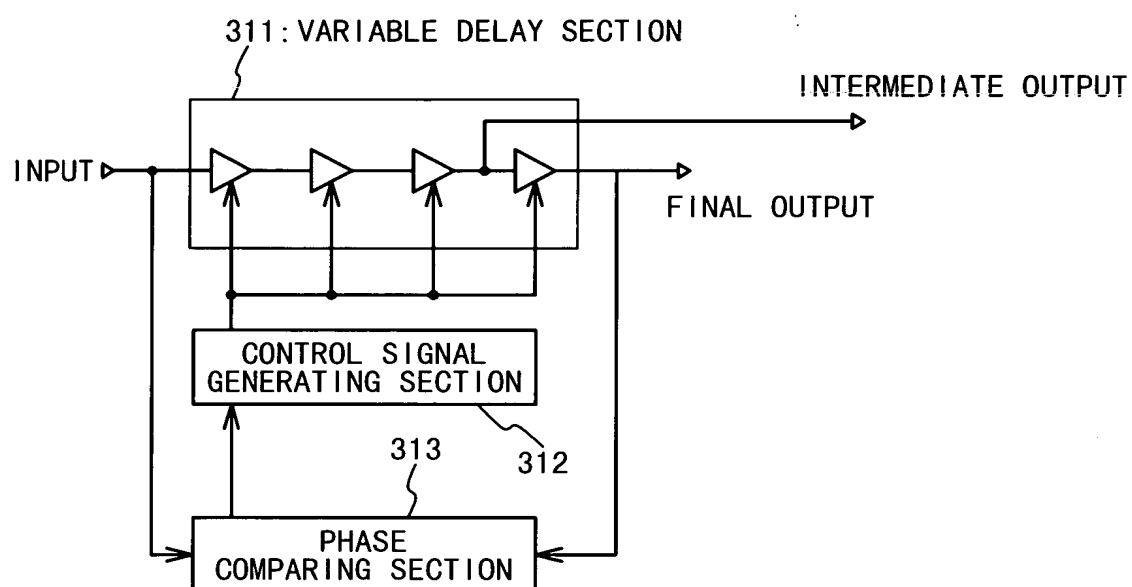 311:VARIABLE DELAY SECTION
INTERMEDIATE OUTPUT
INPUT
FINAL OUTPUT
CONTROL SIGNAL
GENERATING SECTION
312
313
PHASE
COMPARING SECTION